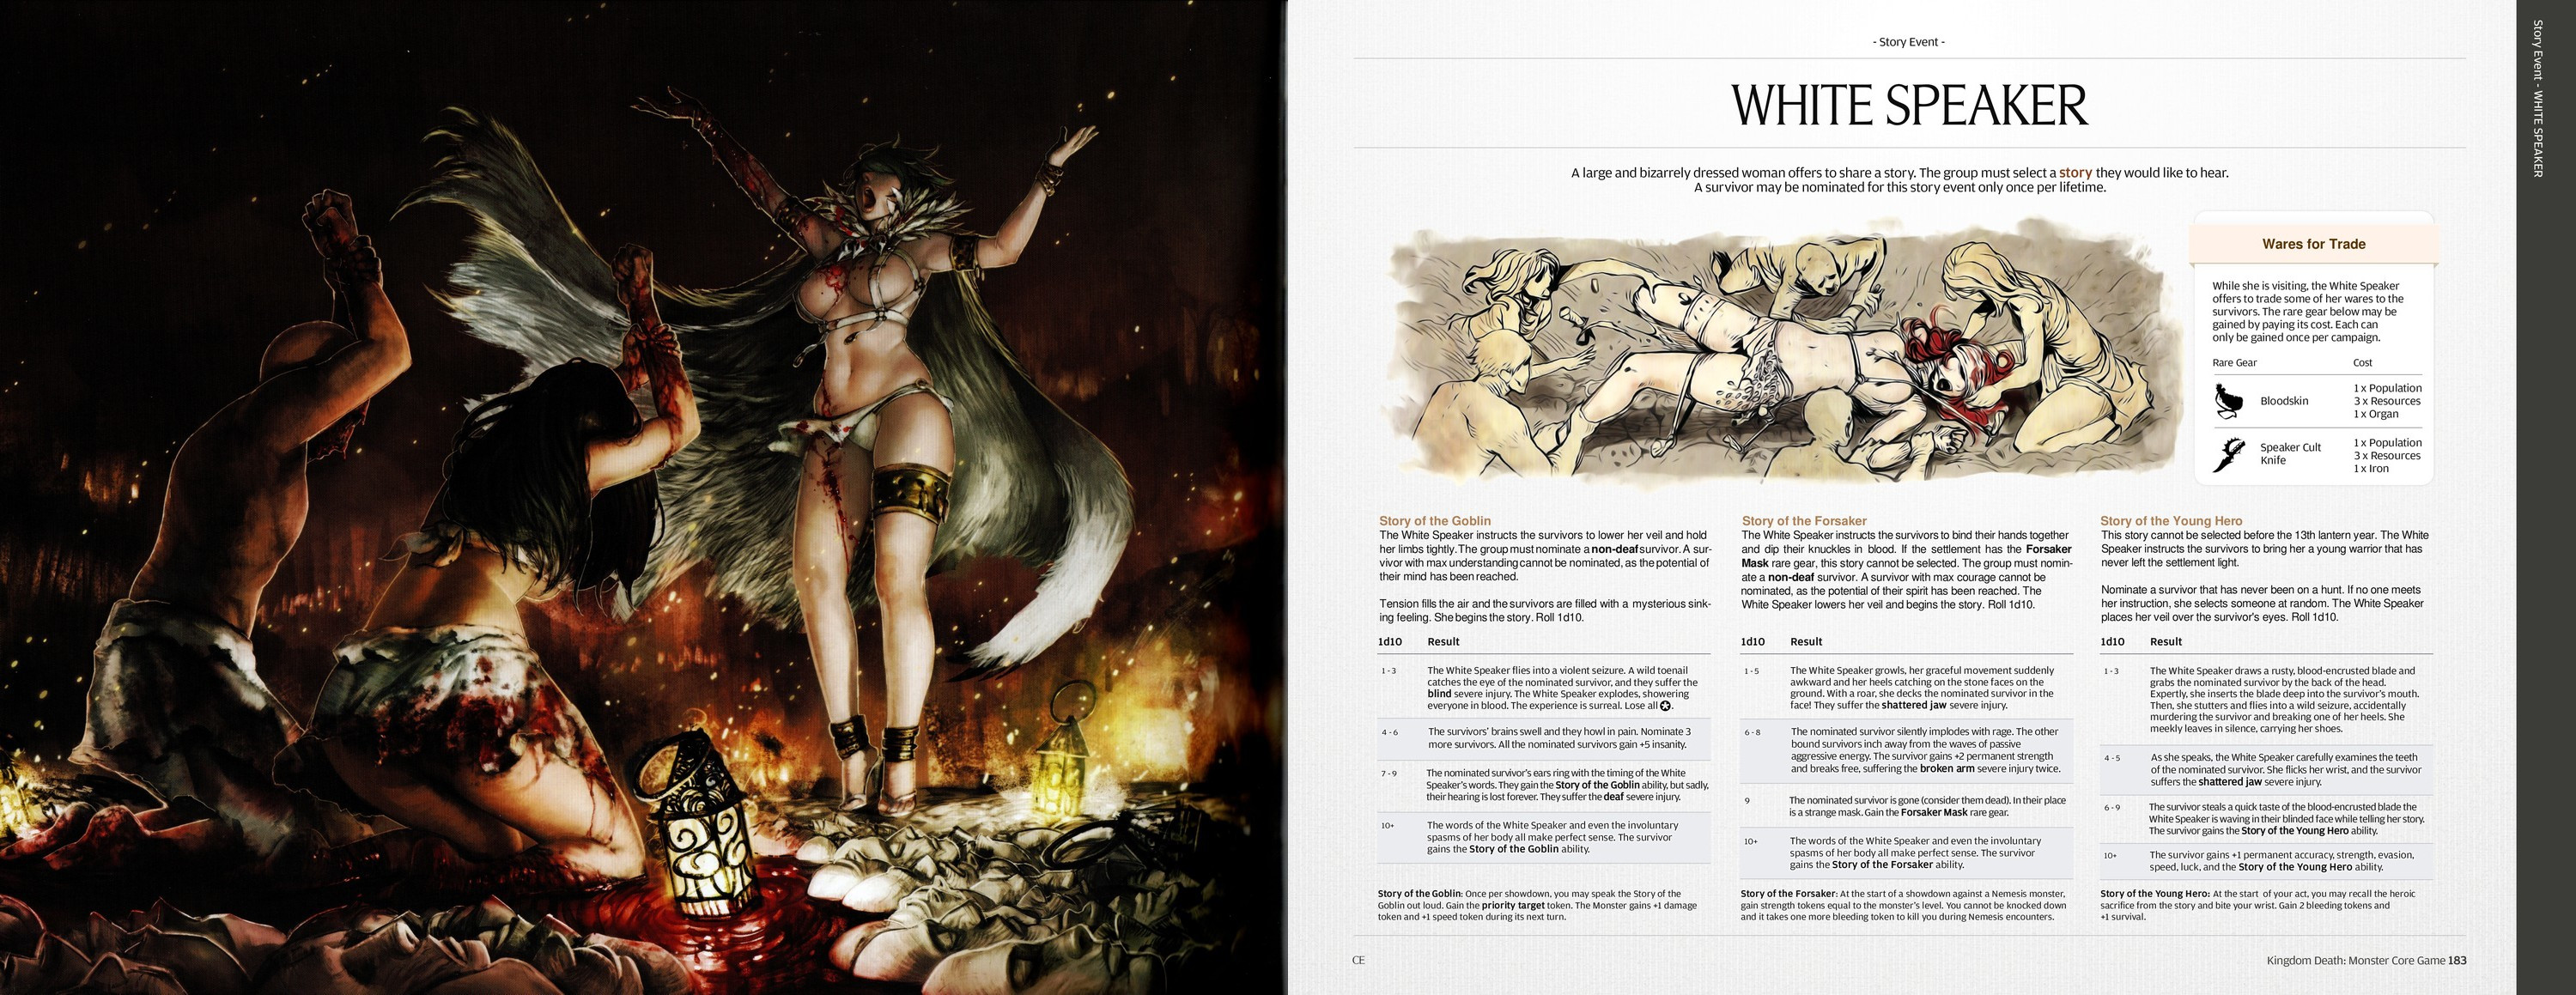 - Story Event -
WHITE SPEAKER
A large and bizarrely dressed woman offers to share a story. The group must select a story they would like to hear.
A survivor may be nominated for this story event only once per lifetime.
Wares for Trade
While she is visiting, the White Speaker
offers to trade some of her wares to the
survivors. The rare gear below may be
gained by paying its cost. Each can
only be gained once per campaign.
Rare Gear Cost
Bloodskin
1 x Population
3 x Resources
1 x Organ
Speaker Cult
Knife
1 x Population
3 x Resources
1 x Iron
Story of the Goblin
The White Speaker instructs the survivors to lower her veil and hold
her limbs tightly. The group must nominate a non-deaf survivor. A sur-
vivor with max understanding cannot be nominated, as the potential of
their mind has been reached.
Tension fills the air and the survivors are filled with a mysterious sink-
ing feeling. She begins the story. Roll 1d10.
1d10 Result
1 - 3 The White Speaker flies into a violent seizure. A wild toenail
catches the eye of the nominated survivor, and they suffer the
blind severe injury. The White Speaker explodes, showering
everyone in blood. The experience is surreal. Lose all ✪.
4 - 6 The survivors' brains swell and they howl in pain. Nominate 3
more survivors. All the nominated survivors gain +5 insanity.
7 - 9 The nominated survivor's ears ring with the timing of the White
Speaker's words. They gain the Story of the Goblin ability, but sadly,
their hearing is lost forever. They suffer the deaf severe injury.
10+ The words of the White Speaker and even the involuntary
spasms of her body all make perfect sense. The survivor
gains the Story of the Goblin ability.
Story of the Goblin: Once per showdown, you may speak the Story of the
Goblin out loud. Gain the priority target token. The Monster gains +1 damage
token and +1 speed token during its next turn.
Story of the Forsaker
The White Speaker instructs the survivors to bind their hands together
and dip their knuckles in blood. If the settlement has the Forsaker
Mask rare gear, this story cannot be selected. The group must nomin-
ate a non-deaf survivor. A survivor with max courage cannot be
nominated, as the potential of their spirit has been reached. The
White Speaker lowers her veil and begins the story. Roll 1d10.
1d10 Result
1 - 5 The White Speaker growls, her graceful movement suddenly
awkward and her heels catching on the stone faces on the
ground. With a roar, she decks the nominated survivor in the
face! They suffer the shattered jaw severe injury.
6 - 8 The nominated survivor silently implodes with rage. The other
bound survivors inch away from the waves of passive
aggressive energy. The survivor gains +2 permanent strength
and breaks free, suffering the broken arm severe injury twice.
9 The nominated survivor is gone (consider them dead). In their place
is a strange mask. Gain the Forsaker Mask rare gear.
10+ The words of the White Speaker and even the involuntary
spasms of her body all make perfect sense. The survivor
gains the Story of the Forsaker ability.
Story of the Forsaker: At the start of a showdown against a Nemesis monster,
gain strength tokens equal to the monster's level. You cannot be knocked down
and it takes one more bleeding token to kill you during Nemesis encounters.
Story of the Young Hero
This story cannot be selected before the 13th lantern year. The White
Speaker instructs the survivors to bring her a young warrior that has
never left the settlement light.
Nominate a survivor that has never been on a hunt. If no one meets
her instruction, she selects someone at random. The White Speaker
places her veil over the survivor's eyes. Roll 1d10.
1d10 Result
1 - 3 The White Speaker draws a rusty, blood-encrusted blade and
grabs the nominated survivor by the back of the head.
Expertly, she inserts the blade deep into the survivor's mouth.
Then, she stutters and flies into a wild seizure, accidentally
murdering the survivor and breaking one of her heels. She
meekly leaves in silence, carrying her shoes.
4 - 5 As she speaks, the White Speaker carefully examines the teeth
of the nominated survivor. She flicks her wrist, and the survivor
suffers the shattered jaw severe injury.
6 - 9 The survivor steals a quick taste of the blood-encrusted blade the
White Speaker is waving in their blinded face while telling her story.
The survivor gains the Story of the Young Hero ability.
10+ The survivor gains +1 permanent accuracy, strength, evasion,
speed, luck, and the Story of the Young Hero ability.
Story of the Young Hero: At the start of your act, you may recall the heroic
sacrifice from the story and bite your wrist. Gain 2 bleeding tokens and
+1 survival.
CE
Kingdom Death: Monster Core Game 183
Story Event - WHITE SPEAKER